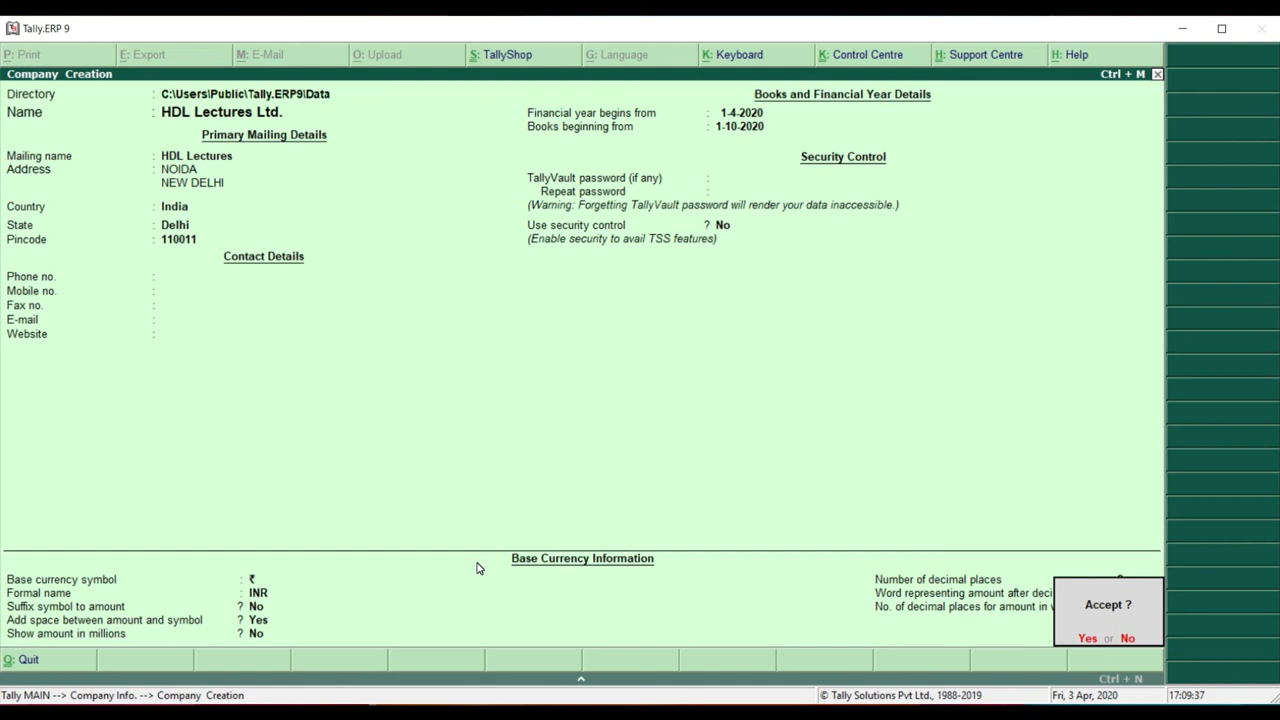 Tally.ERP 9
P: Print E: Export M: E-Mail O: Upload S: TallyShop G: Language K: Keyboard K: Control Centre H: Support Centre H: Help
Company Creation Ctrl + M
Directory : C:\Users\Public\Tally.ERP9\Data
Name : HDL Lectures Ltd.
Primary Mailing Details
Mailing name : HDL Lectures
Address : NOIDA
NEW DELHI
Country : India
State : Delhi
Pincode : 110011
Contact Details
Phone no. :
Mobile no. :
Fax no. :
E-mail :
Website :
Books and Financial Year Details
Financial year begins from : 1-4-2020
Books beginning from : 1-10-2020
Security Control
TallyVault password (if any) :
Repeat password :
(Warning: Forgetting TallyVault password will render your data inaccessible.)
Use security control ? No
(Enable security to avail TSS features)
Base Currency Information
Base currency symbol : ₹
Formal name : INR
Suffix symbol to amount ? No
Add space between amount and symbol ? Yes
Show amount in millions ? No
Number of decimal places
Word representing amount after deci
No. of decimal places for amount in
Accept ?
Yes or No
Q: Quit
Ctrl + N
Tally MAIN --> Company Info. --> Company Creation © Tally Solutions Pvt Ltd., 1988-2019 Fri, 3 Apr, 2020 17:09:37